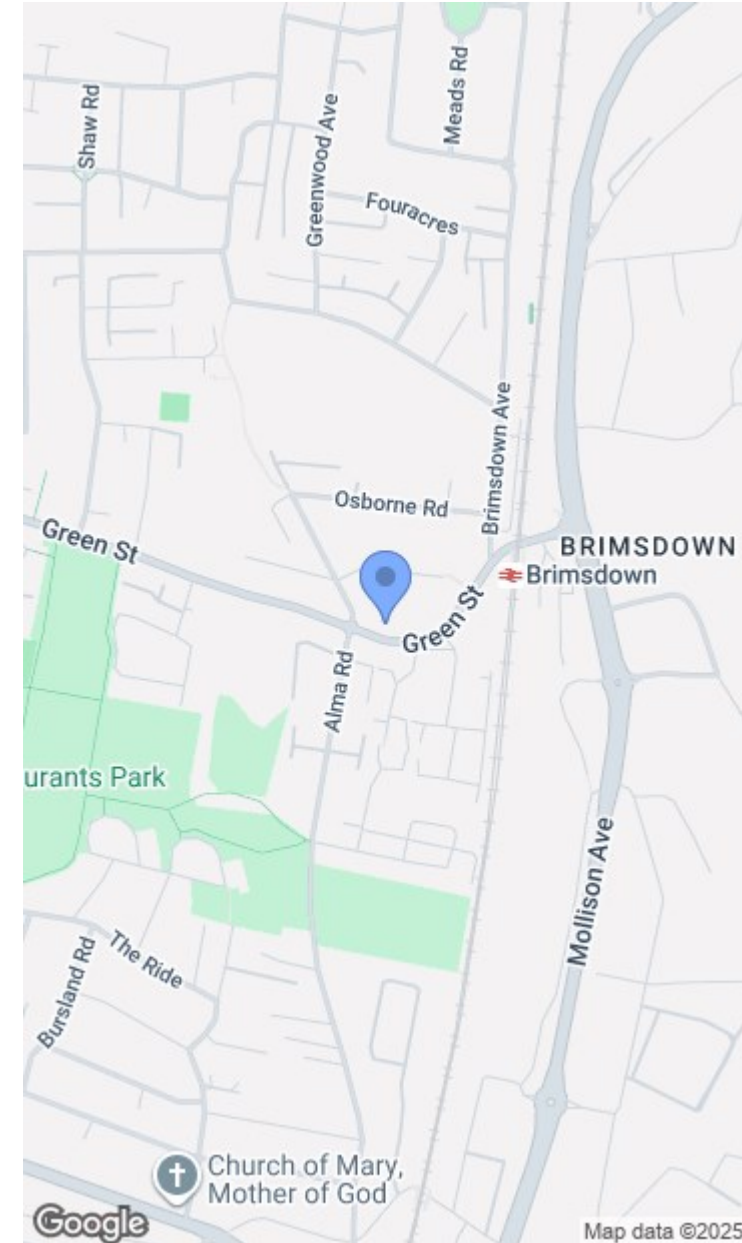 Meads Rd
Shaw Rd
Greenwood Ave
Fouracres
Brimsdown Ave
Osborne Rd
Green St
BRIMSDOWN
Brimsdown
Green St
Alma Rd
urants Park
Mollison Ave
The Ride
Bursland Rd
Church of Mary,
Mother of God
Google
Map data ©2025